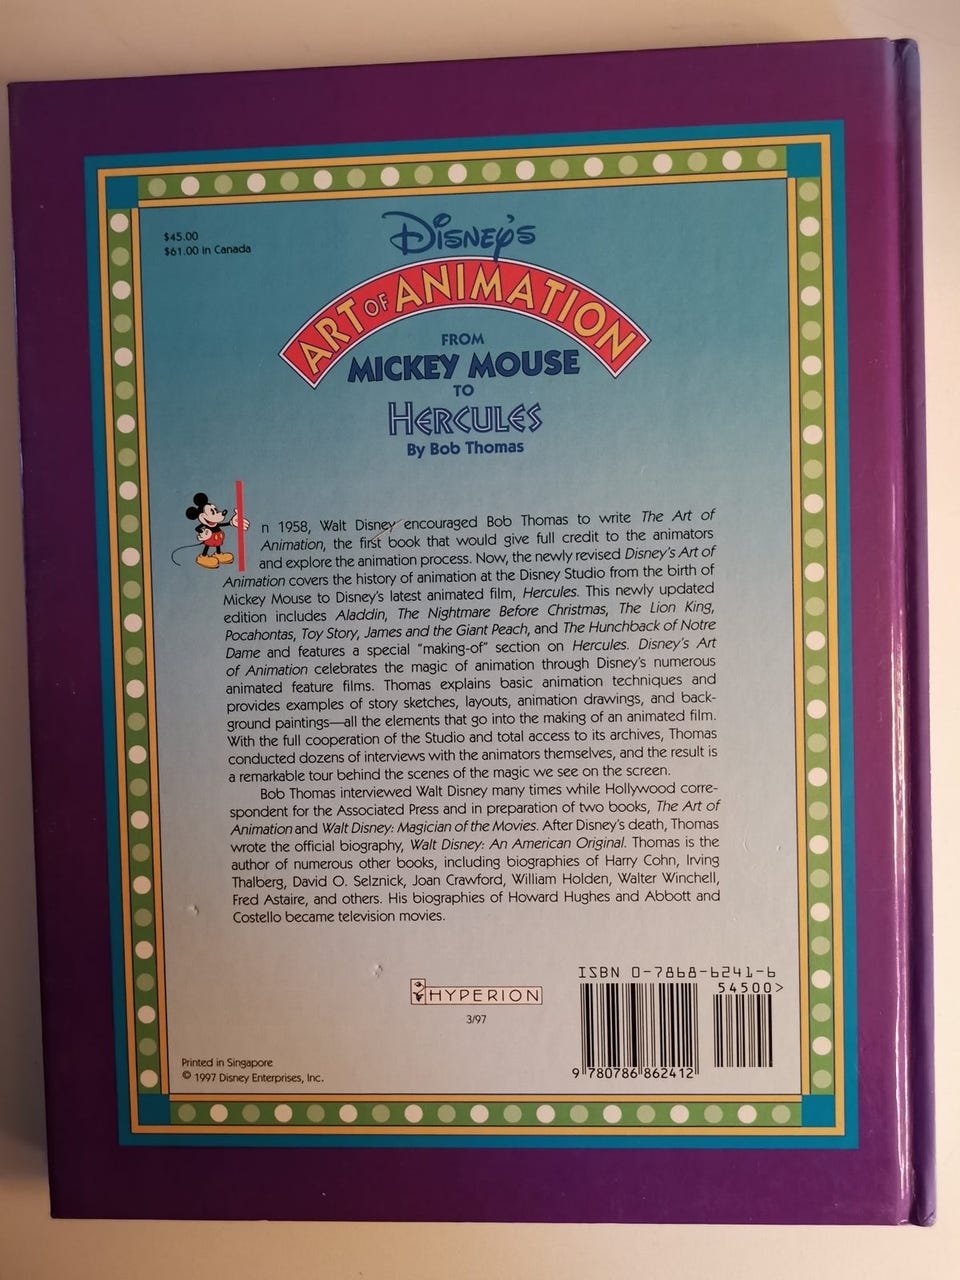 $45.00
$61.00 in Canada
Disney's
ART OF ANIMATION
FROM
MICKEY MOUSE
TO
HERCULES
By Bob Thomas
In 1958, Walt Disney encouraged Bob Thomas to write The Art of
Animation, the first book that would give full credit to the animators
and explore the animation process. Now, the newly revised Disney's Art of
Animation covers the history of animation at the Disney Studio from the birth of
Mickey Mouse to Disney's latest animated film, Hercules. This newly updated
edition includes Aladdin, The Nightmare Before Christmas, The Lion King,
Pocahontas, Toy Story, James and the Giant Peach, and The Hunchback of Notre
Dame and features a special "making-of" section on Hercules. Disney's Art
of Animation celebrates the magic of animation through Disney's numerous
animated feature films. Thomas explains basic animation techniques and
provides examples of story sketches, layouts, animation drawings, and back-
ground paintings—all the elements that go into the making of an animated film.
With the full cooperation of the Studio and total access to its archives, Thomas
conducted dozens of interviews with the animators themselves, and the result is
a remarkable tour behind the scenes of the magic we see on the screen.
Bob Thomas interviewed Walt Disney many times while Hollywood corre-
spondent for the Associated Press and in preparation of two books, The Art of
Animation and Walt Disney: Magician of the Movies. After Disney's death, Thomas
wrote the official biography, Walt Disney: An American Original. Thomas is the
author of numerous other books, including biographies of Harry Cohn, Irving
Thalberg, David O. Selznick, Joan Crawford, William Holden, Walter Winchell,
Fred Astaire, and others. His biographies of Howard Hughes and Abbott and
Costello became television movies.
ISBN 0-7868-6241-6
54500>
HYPERION
3/97
9 780786 862412
Printed in Singapore
© 1997 Disney Enterprises, Inc.